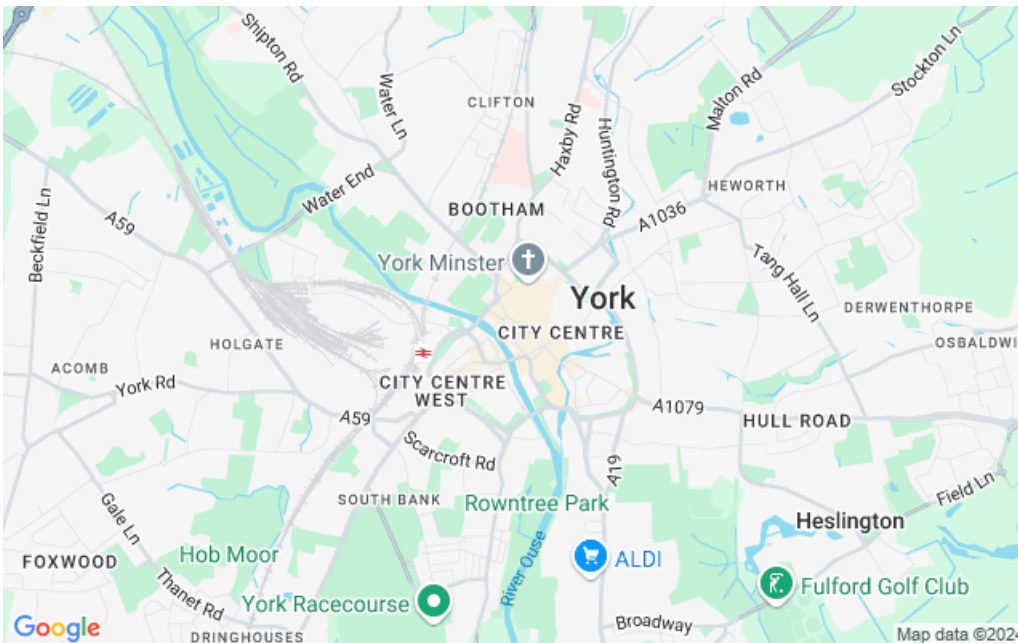 Shipton Rd
Water Ln
CLIFTON
Haxby Rd
Huntington Rd
Malton Rd
Stockton Ln
Water End
HEWORTH
BOOTHAM
A1036
Beckfield Ln
A59
York Minster
York
Tang Hall Ln
DERWENTHORPE
CITY CENTRE
OSBALDWI
HOLGATE
ACOMB
York Rd
CITY CENTRE
WEST
A59
A1079
HULL ROAD
Scarcroft Rd
A19
SOUTH BANK
Rowntree Park
Field Ln
Gale Ln
Heslington
FOXWOOD
Hob Moor
River Ouse
ALDI
Thanet Rd
York Racecourse
Fulford Golf Club
Google
DRINGHOUSES
Broadway
Map data ©2024